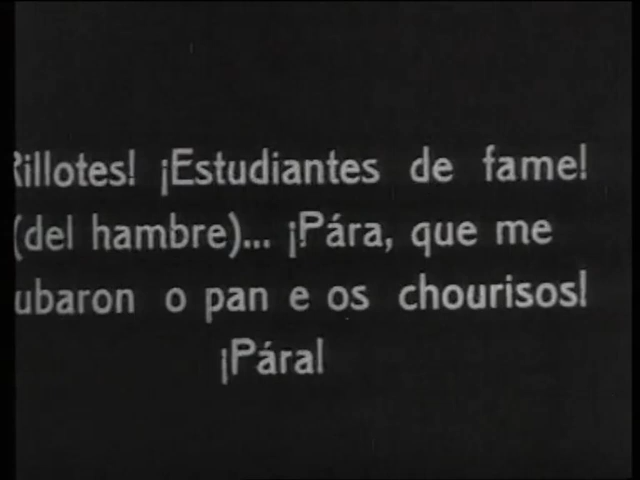 Rillotes! ¡Estudiantes de fame!
(del hambre)... ¡Pára, que me
ubaron o pan e os chourisos!
¡Pára!